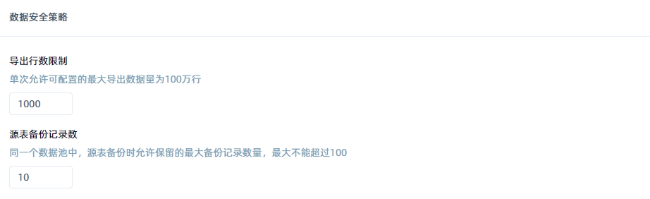 数据安全策略
导出行数限制
单次允许可配置的最大导出数据量为100万行
1000
源表备份记录数
同一个数据池中，源表备份时允许保留的最大备份记录数量，最大不能超过100
10